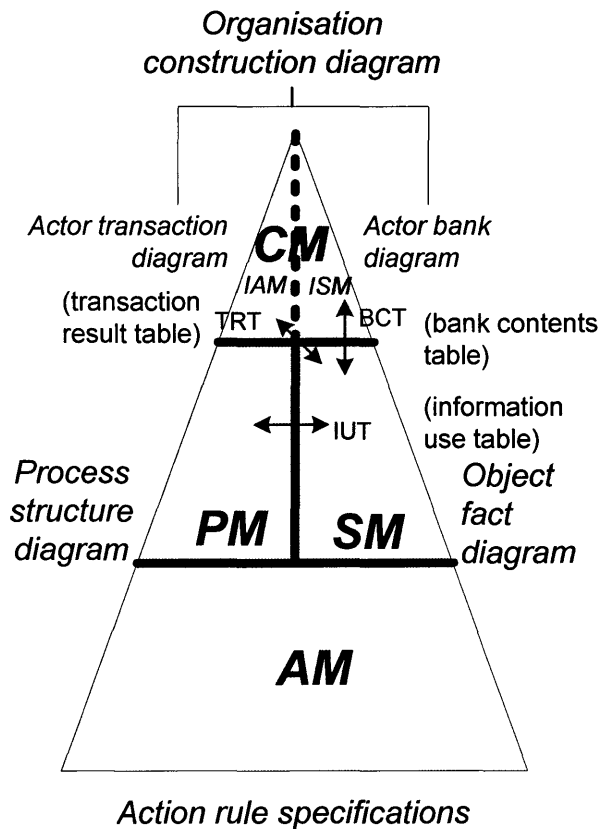 Organisation
construction diagram
Actor transaction
diagram
CM
Actor bank
diagram
IAM
ISM
(transaction
result table)
TRT
BCT
(bank contents
table)
IUT
(information
use table)
Process
structure
diagram
PM
SM
Object
fact
diagram
AM
Action rule specifications